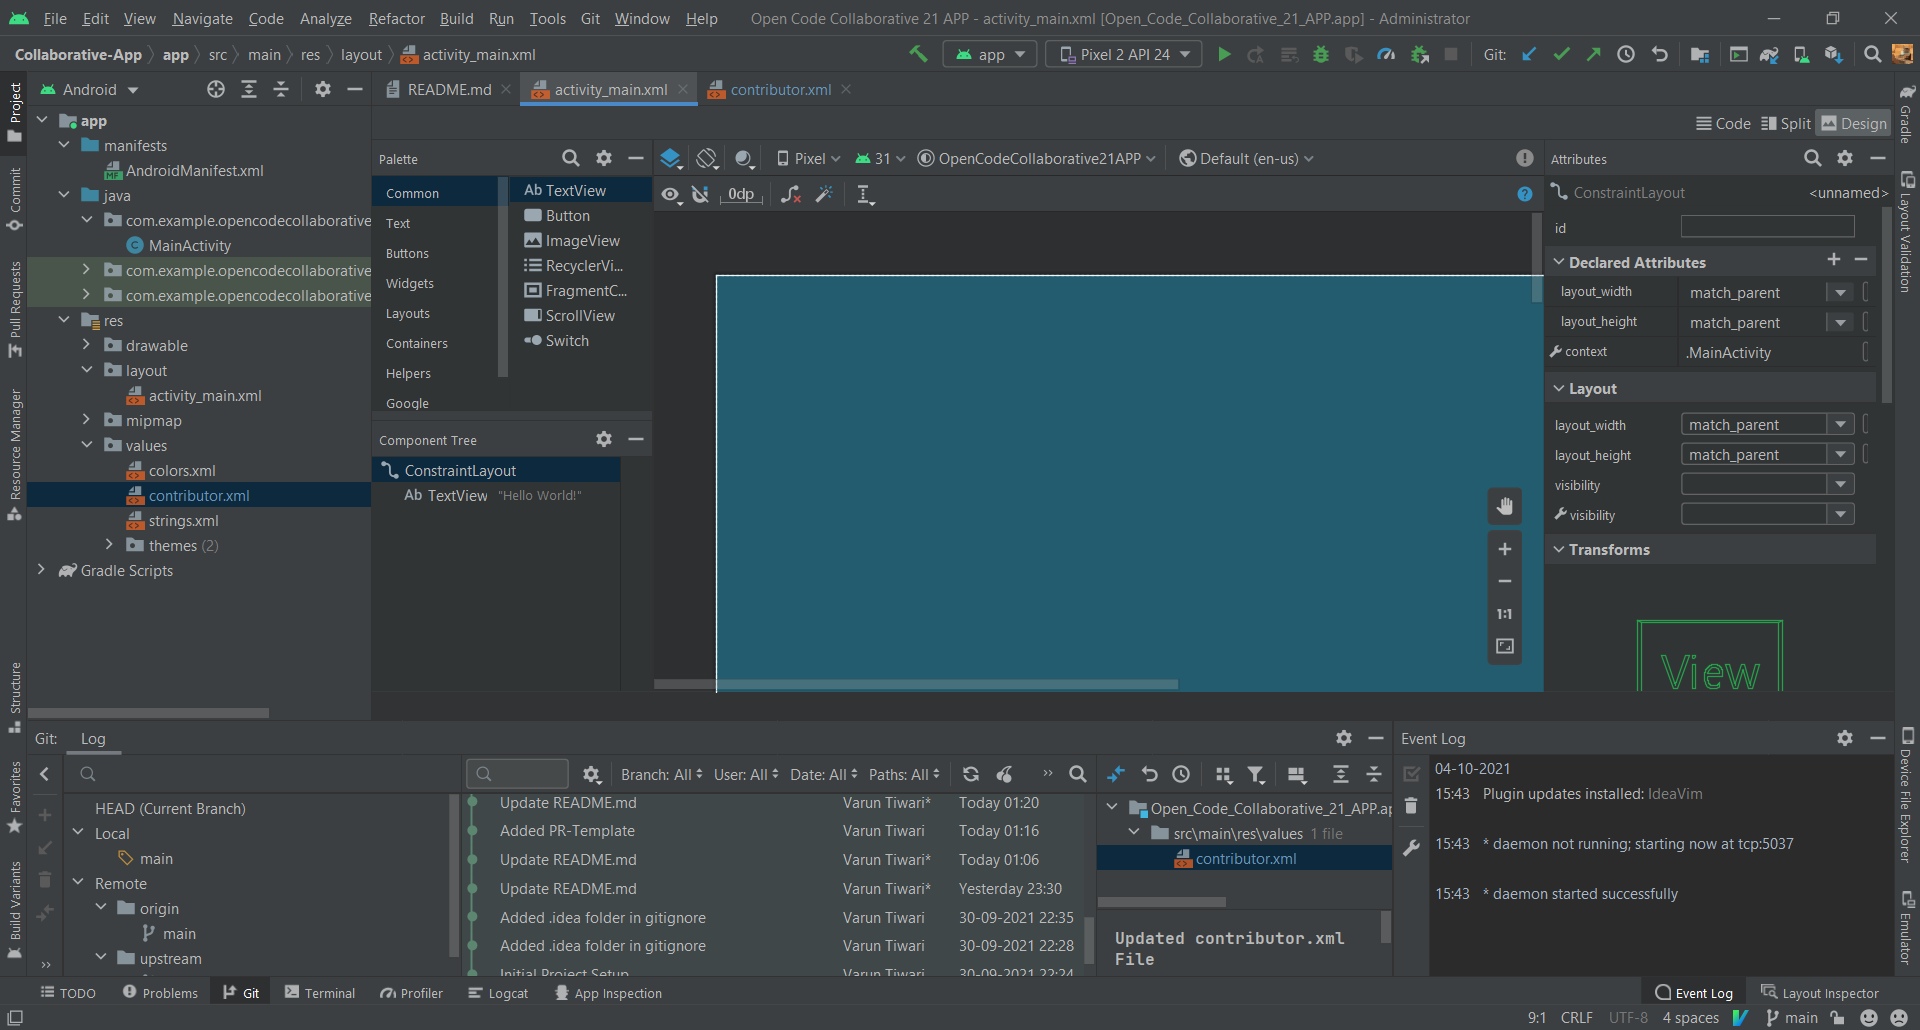 File Edit View Navigate Code Analyze Refactor Build Run Tools Git Window Help Open Code Collaborative 21 APP - activity_main.xml [Open_Code_Collaborative_21_APP.app] - Administrator
Collaborative-App app src main res layout activity_main.xml app Pixel 2 API 24 Git:
Project
Commit
Pull Requests
Resource Manager
Structure
Favorites
Build Variants
Android
app
manifests
AndroidManifest.xml
java
com.example.opencodecollaborative
MainActivity
com.example.opencodecollaborative
com.example.opencodecollaborative
res
drawable
layout
activity_main.xml
mipmap
values
colors.xml
contributor.xml
strings.xml
themes (2)
Gradle Scripts
README.md activity_main.xml contributor.xml
Code Split Design
Palette
Common
Text
Buttons
Widgets
Layouts
Containers
Helpers
Google
Ab TextView
Button
ImageView
RecyclerVi...
FragmentC...
ScrollView
Switch
Component Tree
ConstraintLayout
Ab TextView "Hello World!"
Pixel 31 OpenCodeCollaborative21APP Default (en-us)
0dp
1:1
Attributes
ConstraintLayout <unnamed>
id
Declared Attributes
layout_width match_parent
layout_height match_parent
context .MainActivity
Layout
layout_width match_parent
layout_height match_parent
visibility
visibility
Transforms
View
Gradle
Layout Validation
Device File Explorer
Emulator
Git: Log
HEAD (Current Branch)
Local
main
Remote
origin
main
upstream
Branch: All User: All Date: All Paths: All
Update README.md Varun Tiwari* Today 01:20
Added PR-Template Varun Tiwari Today 01:16
Update README.md Varun Tiwari* Today 01:06
Update README.md Varun Tiwari* Yesterday 23:30
Added .idea folder in gitignore Varun Tiwari 30-09-2021 22:35
Added .idea folder in gitignore Varun Tiwari 30-09-2021 22:28
Initial Project Setup Varun Tiwari 30-09-2021 22:24
Open_Code_Collaborative_21_APP.ap
src\main\res\values 1 file
contributor.xml
Updated contributor.xml
File
Event Log
04-10-2021
15:43 Plugin updates installed: IdeaVim
15:43 * daemon not running; starting now at tcp:5037
15:43 * daemon started successfully
TODO Problems Git Terminal Profiler Logcat App Inspection Event Log Layout Inspector
9:1 CRLF UTF-8 4 spaces main